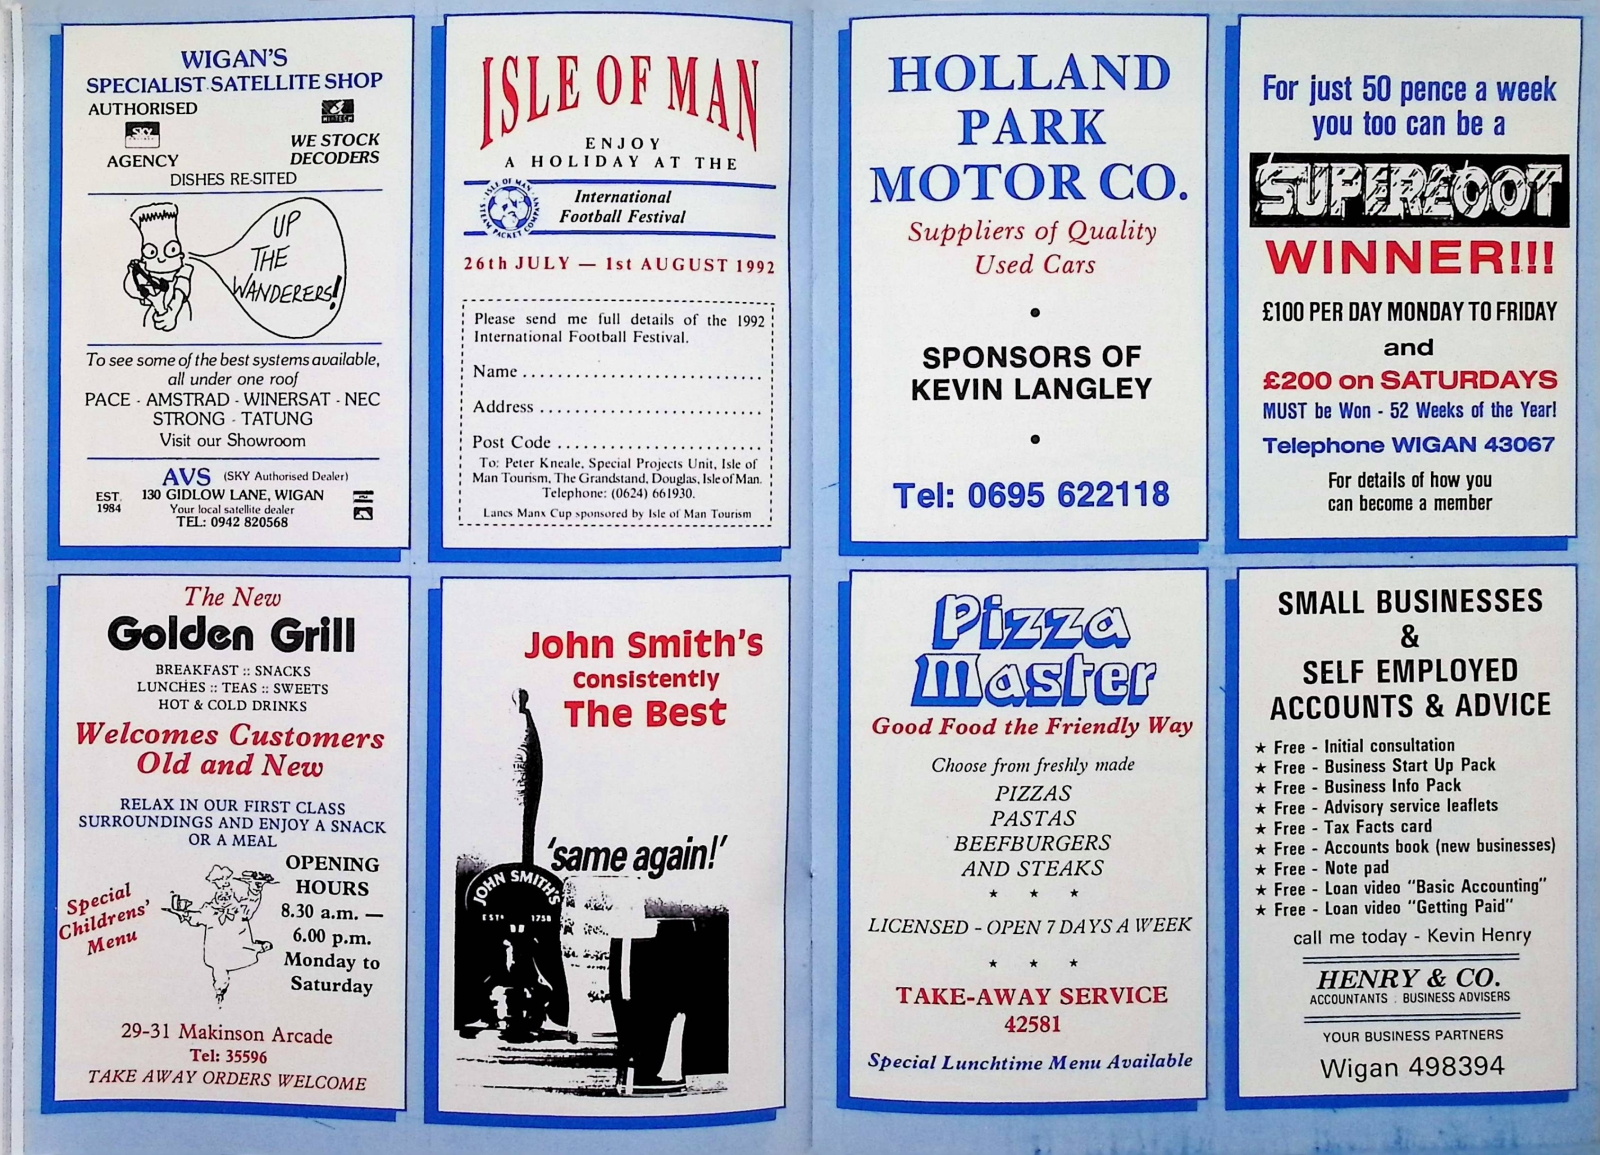 WIGAN'S
SPECIALIST SATELLITE SHOP
AUTHORISED
SKY
HI-TECH
AGENCY
WE STOCK
DECODERS
DISHES RE-SITED
UP
THE
WANDERERS!
To see some of the best systems available,
all under one roof
PACE - AMSTRAD - WINERSAT - NEC
STRONG - TATUNG
Visit our Showroom
AVS (SKY Authorised Dealer)
EST. 1984
130 GIDLOW LANE, WIGAN
Your local satellite dealer
TEL: 0942 820568
ISLE OF MAN
ENJOY
A HOLIDAY AT THE
ISLE OF MAN
STEAM PACKET COMPANY
International
Football Festival
26th JULY — 1st AUGUST 1992
Please send me full details of the 1992
International Football Festival.
Name ..............................
Address ............................
Post Code ..........................
To: Peter Kneale, Special Projects Unit, Isle of
Man Tourism, The Grandstand, Douglas, Isle of Man.
Telephone: (0624) 661930.
Lancs Manx Cup sponsored by Isle of Man Tourism
HOLLAND
PARK
MOTOR CO.
Suppliers of Quality
Used Cars
•
SPONSORS OF
KEVIN LANGLEY
•
Tel: 0695 622118
For just 50 pence a week
you too can be a
SUPERLOOT
WINNER!!!
£100 PER DAY MONDAY TO FRIDAY
and
£200 on SATURDAYS
MUST be Won - 52 Weeks of the Year!
Telephone WIGAN 43067
For details of how you
can become a member
The New
Golden Grill
BREAKFAST :: SNACKS
LUNCHES :: TEAS :: SWEETS
HOT & COLD DRINKS
Welcomes Customers
Old and New
RELAX IN OUR FIRST CLASS
SURROUNDINGS AND ENJOY A SNACK
OR A MEAL
Special
Childrens'
Menu
OPENING
HOURS
8.30 a.m. —
6.00 p.m.
Monday to
Saturday
29-31 Makinson Arcade
Tel: 35596
TAKE AWAY ORDERS WELCOME
John Smith's
Consistently
The Best
'same again!'
JOHN SMITH'S
ESTD 1758
Pizza
Master
Good Food the Friendly Way
Choose from freshly made
PIZZAS
PASTAS
BEEFBURGERS
AND STEAKS
* * *
LICENSED - OPEN 7 DAYS A WEEK
* * *
TAKE-AWAY SERVICE
42581
Special Lunchtime Menu Available
SMALL BUSINESSES
&
SELF EMPLOYED
ACCOUNTS & ADVICE
★ Free - Initial consultation
★ Free - Business Start Up Pack
★ Free - Business Info Pack
★ Free - Advisory service leaflets
★ Free - Tax Facts card
★ Free - Accounts book (new businesses)
★ Free - Note pad
★ Free - Loan video "Basic Accounting"
★ Free - Loan video "Getting Paid"
call me today - Kevin Henry
HENRY & CO.
ACCOUNTANTS . BUSINESS ADVISERS
YOUR BUSINESS PARTNERS
Wigan 498394